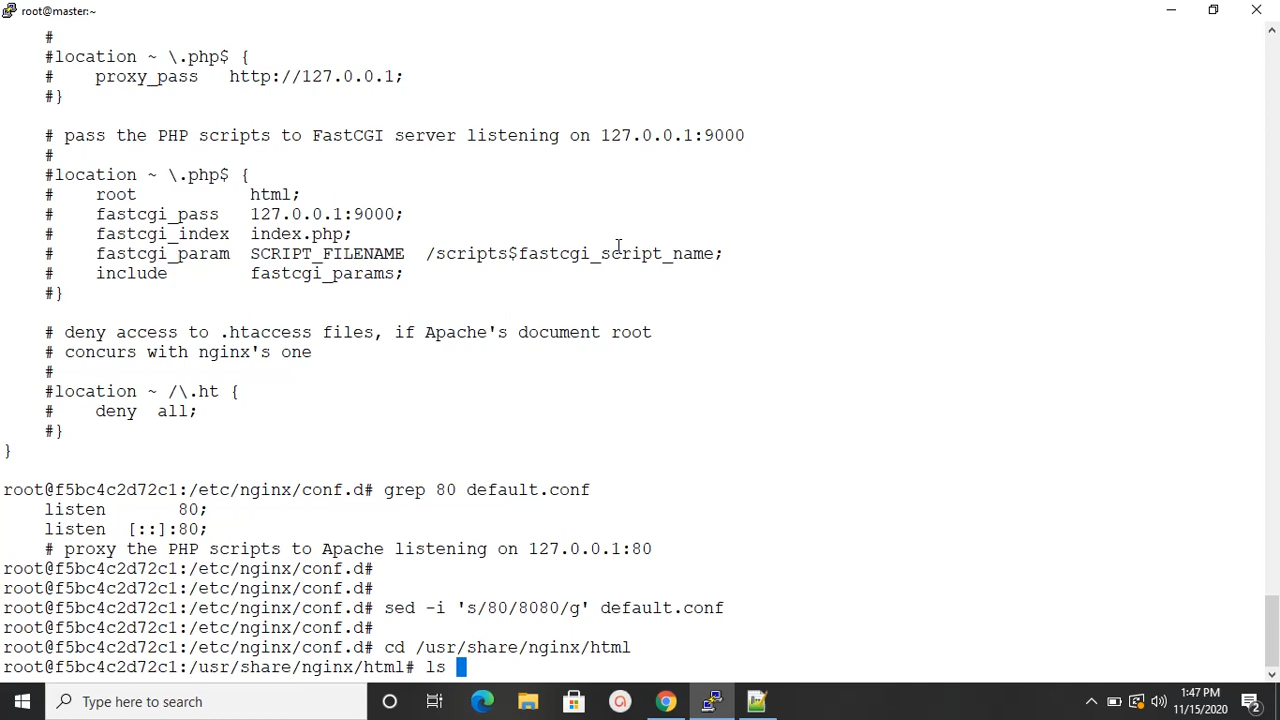 root@master:~
    #
    #location ~ \.php$ {
    #    proxy_pass   http://127.0.0.1;
    #}
    # pass the PHP scripts to FastCGI server listening on 127.0.0.1:9000
    #
    #location ~ \.php$ {
    #    root           html;
    #    fastcgi_pass   127.0.0.1:9000;
    #    fastcgi_index  index.php;
    #    fastcgi_param  SCRIPT_FILENAME  /scripts$fastcgi_script_name;
    #    include        fastcgi_params;
    #}
    # deny access to .htaccess files, if Apache's document root
    # concurs with nginx's one
    #
    #location ~ /\.ht {
    #    deny  all;
    #}
}
root@f5bc4c2d72c1:/etc/nginx/conf.d# grep 80 default.conf
    listen       80;
    listen  [::]:80;
    # proxy the PHP scripts to Apache listening on 127.0.0.1:80
root@f5bc4c2d72c1:/etc/nginx/conf.d#
root@f5bc4c2d72c1:/etc/nginx/conf.d#
root@f5bc4c2d72c1:/etc/nginx/conf.d# sed -i 's/80/8080/g' default.conf
root@f5bc4c2d72c1:/etc/nginx/conf.d#
root@f5bc4c2d72c1:/etc/nginx/conf.d# cd /usr/share/nginx/html
root@f5bc4c2d72c1:/usr/share/nginx/html# ls
Type here to search
1:47 PM
11/15/2020
2